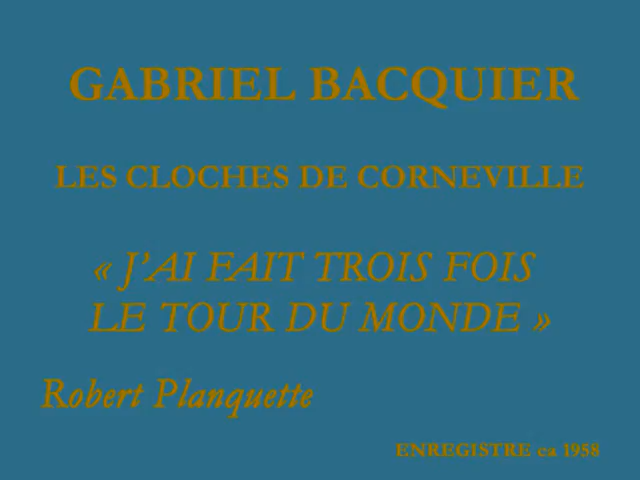 GABRIEL BACQUIER
LES CLOCHES DE CORNEVILLE
« J'AI FAIT TROIS FOIS
LE TOUR DU MONDE »
Robert Planquette
ENREGISTRE ca 1958